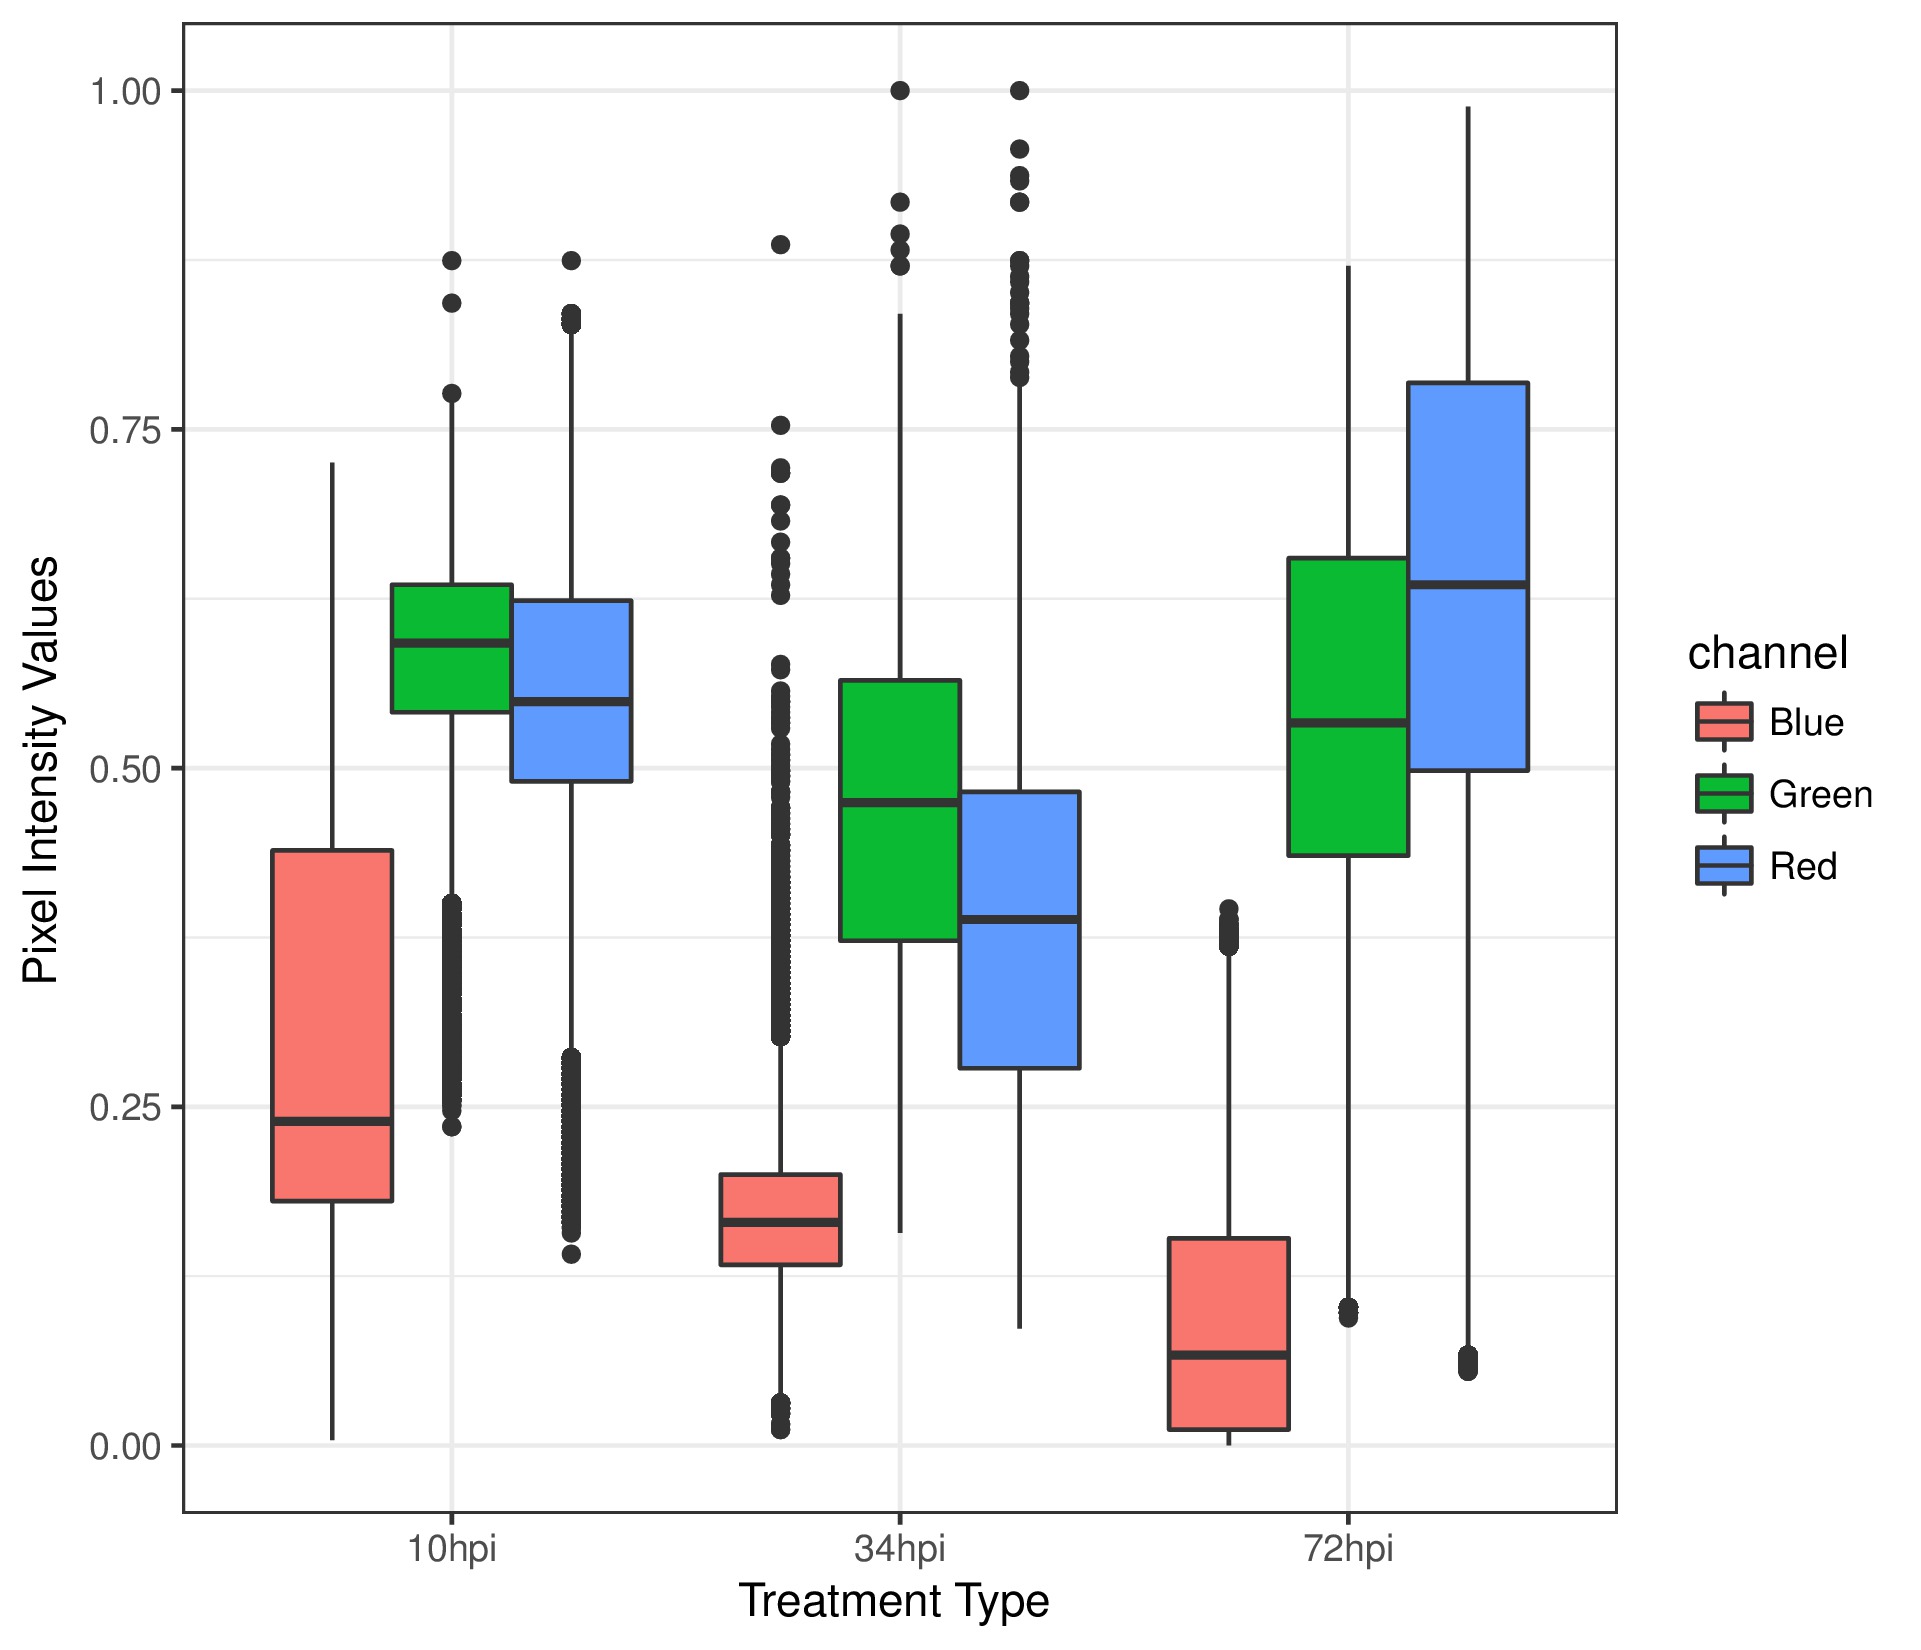 Pixel Intensity Values
1.00
0.75
0.50
0.25
0.00
10hpi
34hpi
72hpi
Treatment Type
channel
Blue
Green
Red